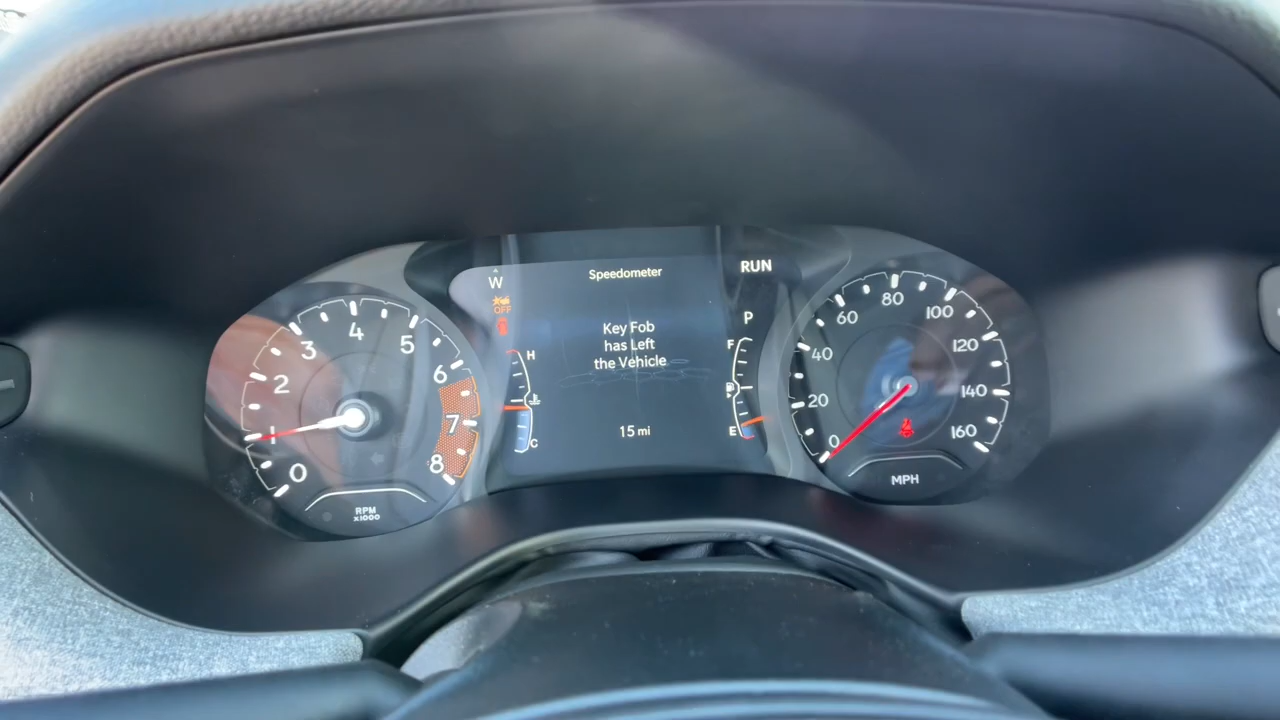 Speedometer
RUN
W
OFF
P
Key Fob
has Left
the Vehicle
15 mi
H
C
F
E
0
1
2
3
4
5
6
7
8
RPM
x1000
0
20
40
60
80
100
120
140
160
MPH